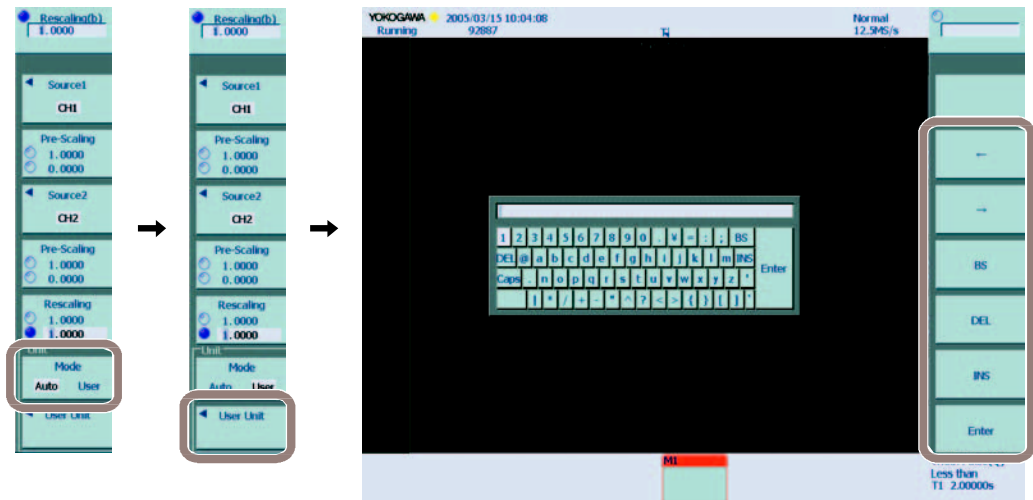 Rescaling(b)
1.0000
Source1
CH1
Pre-Scaling
1.0000
0.0000
Source2
CH2
Pre-Scaling
1.0000
0.0000
Rescaling
1.0000
1.0000
Unit
Mode
Auto User
User Unit
→
Rescaling(b)
1.0000
Source1
CH1
Pre-Scaling
1.0000
0.0000
Source2
CH2
Pre-Scaling
1.0000
0.0000
Rescaling
1.0000
1.0000
Unit
Mode
Auto User
User Unit
→
YOKOGAWA 2005/03/15 10:04:08 Normal
Running 92887 12.5MS/s
1 2 3 4 5 6 7 8 9 0 . ¥ = : ; BS
DEL @ a b c d e f g h i j k l m INS
Caps n o p q r s t u v w x y z
| * / + - ^ ? < > { } [ ]
Enter
←
→
BS
DEL
INS
Enter
M1
Less than
T1 2.00000s